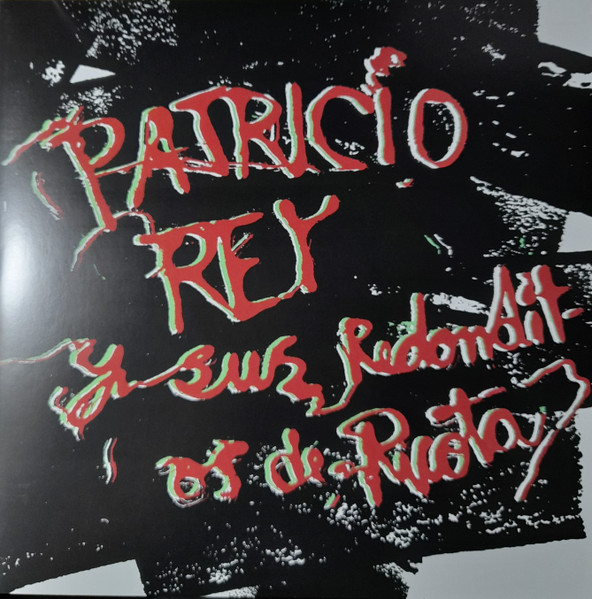 PATRICIO
REY
y sus Redondit-
os de Ricota